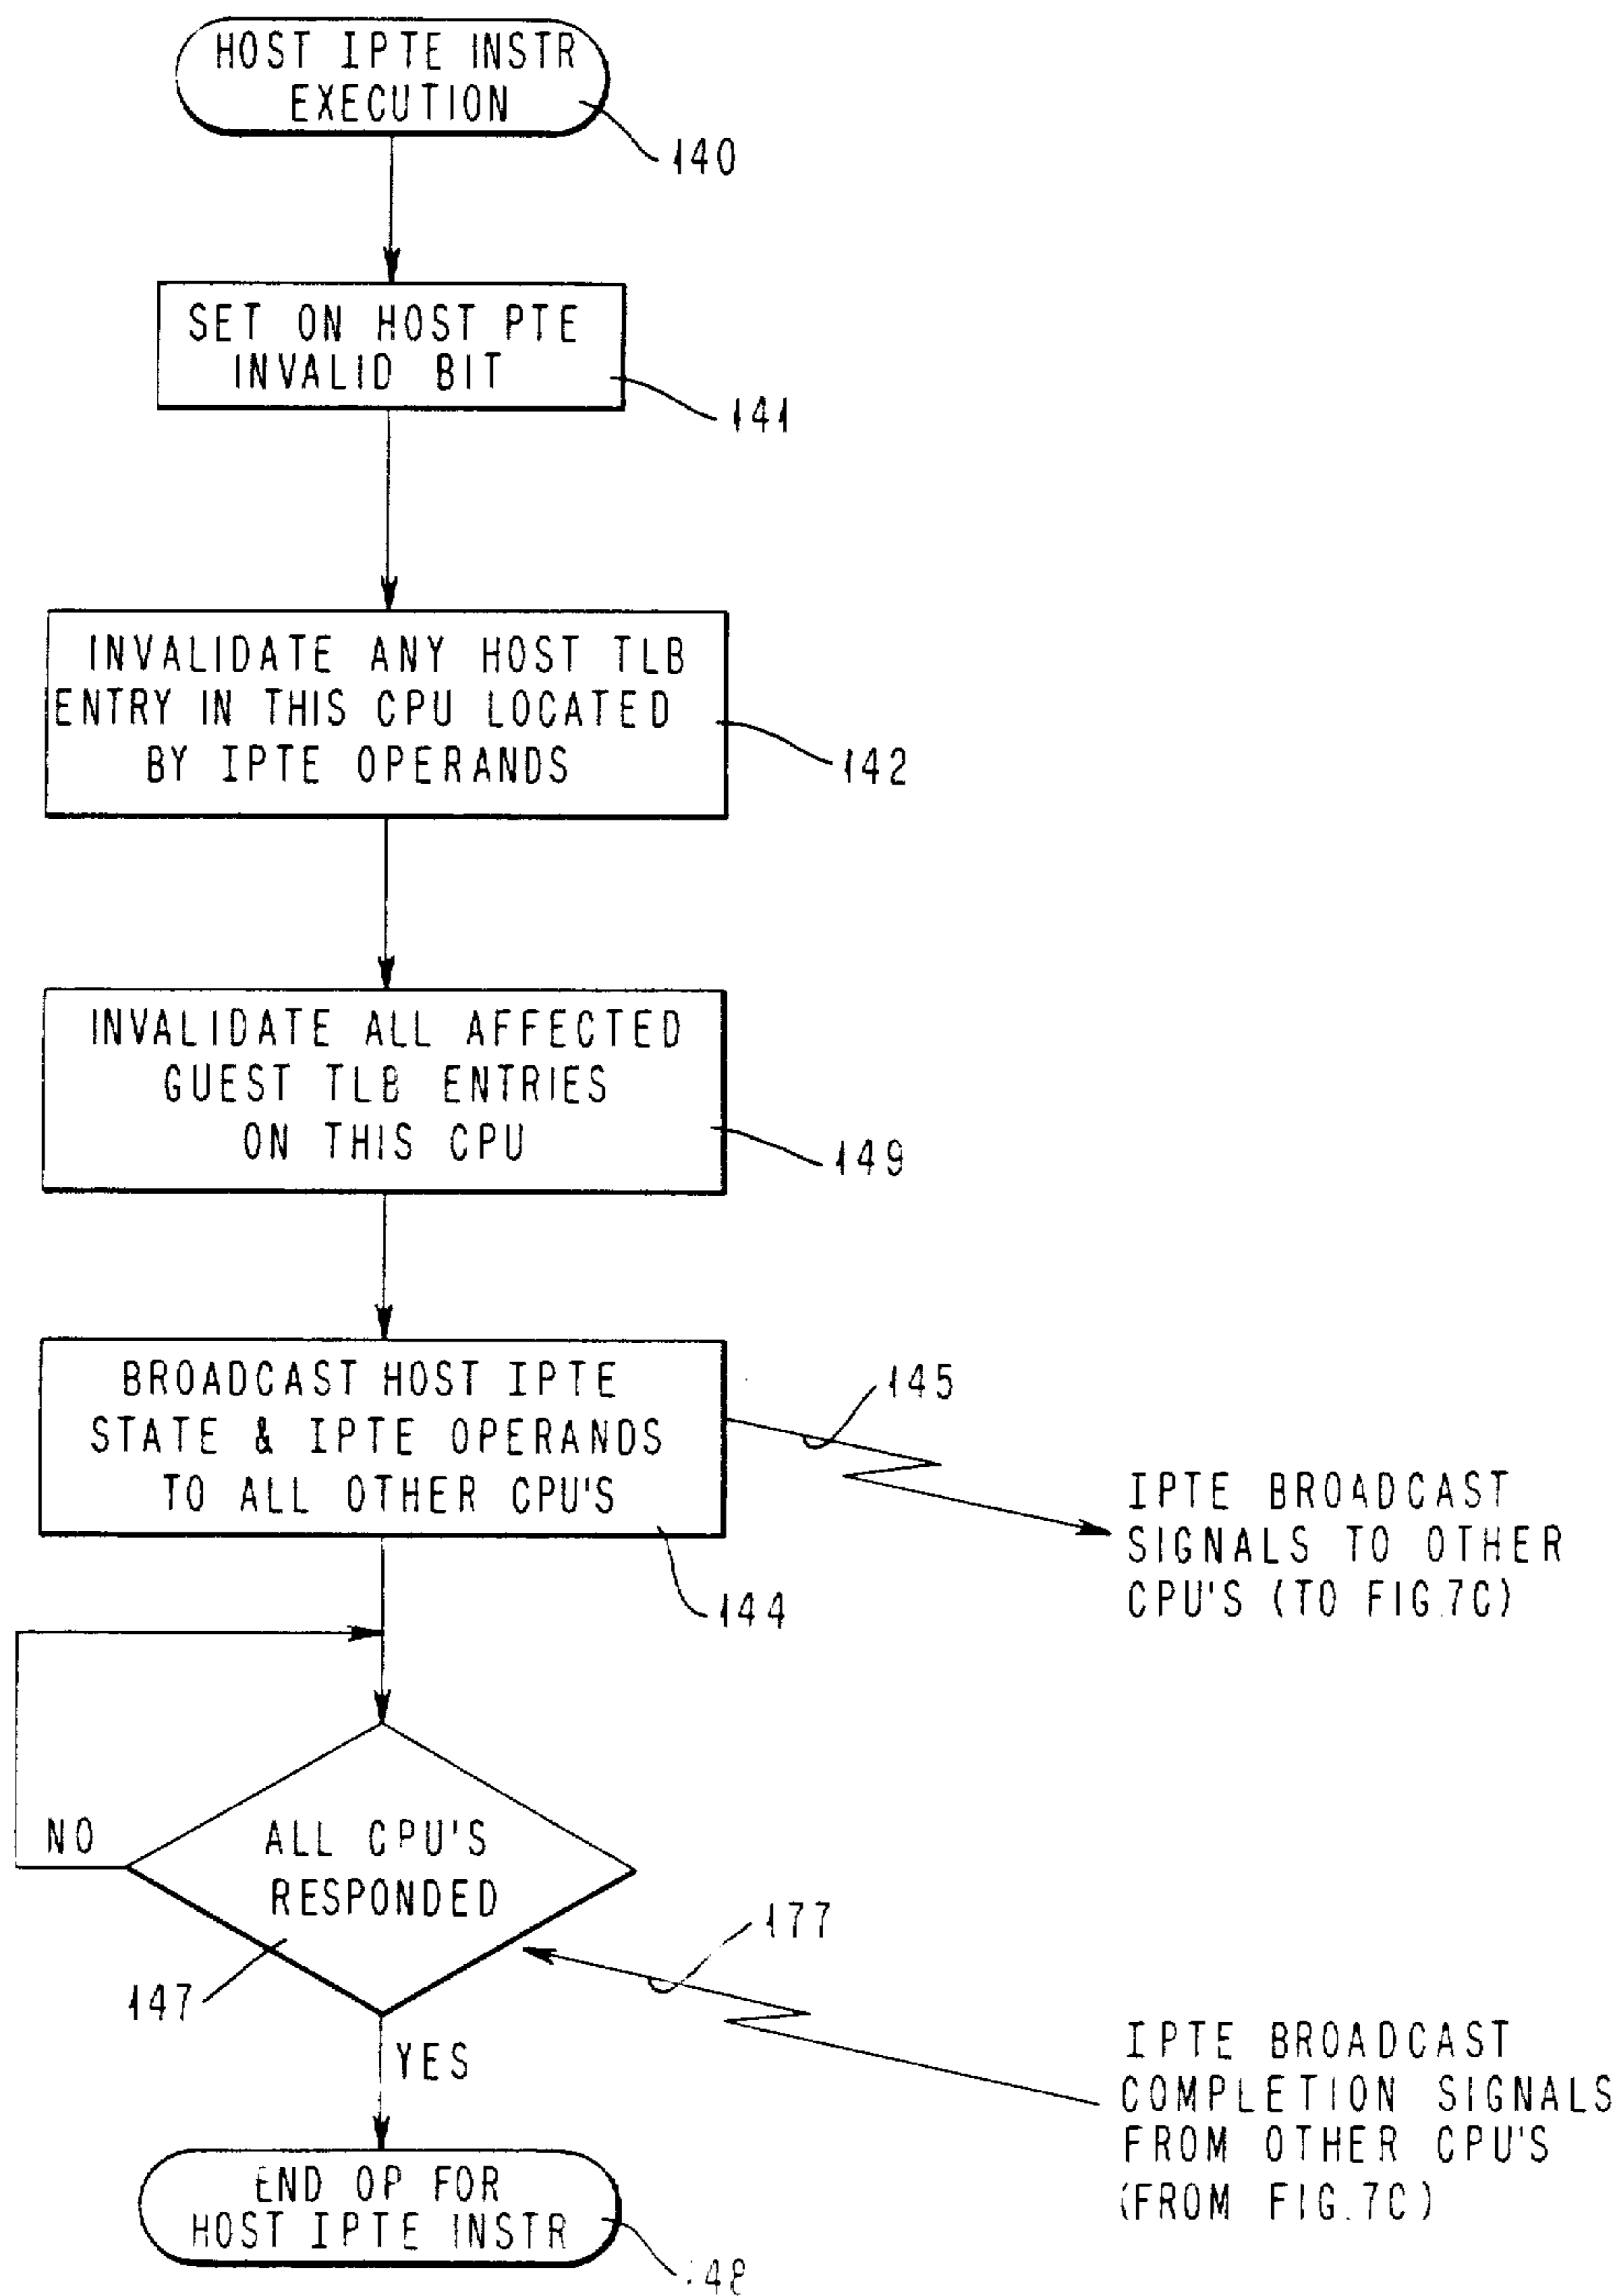 HOST IPTE INSTR
EXECUTION
140
SET ON HOST PTE
INVALID BIT
141
INVALIDATE ANY HOST TLB
ENTRY IN THIS CPU LOCATED
BY IPTE OPERANDS
142
INVALIDATE ALL AFFECTED
GUEST TLB ENTRIES
ON THIS CPU
149
BROADCAST HOST IPTE
STATE & IPTE OPERANDS
TO ALL OTHER CPU'S
144
145
IPTE BROADCAST
SIGNALS TO OTHER
CPU'S (TO FIG.7C)
NO
ALL CPU'S
RESPONDED
147
177
IPTE BROADCAST
COMPLETION SIGNALS
FROM OTHER CPU'S
(FROM FIG.7C)
YES
END OP FOR
HOST IPTE INSTR
148